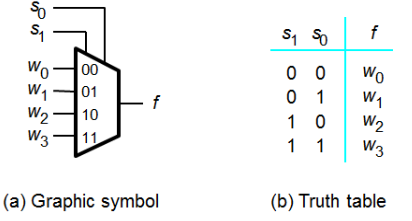 s0
s1
w0 00
w1 01
w2 10
w3 11
f
(a) Graphic symbol
s1 s0 f
0 0 w0
0 1 w1
1 0 w2
1 1 w3
(b) Truth table